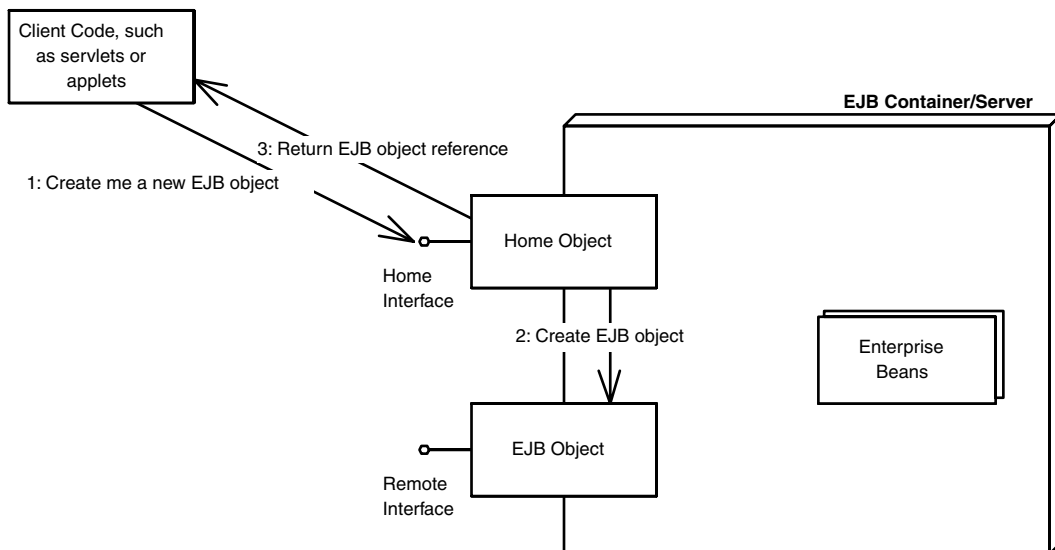 Client Code, such
as servlets or
applets
EJB Container/Server
3: Return EJB object reference
1: Create me a new EJB object
Home Object
Home
Interface
2: Create EJB object
Enterprise
Beans
EJB Object
Remote
Interface